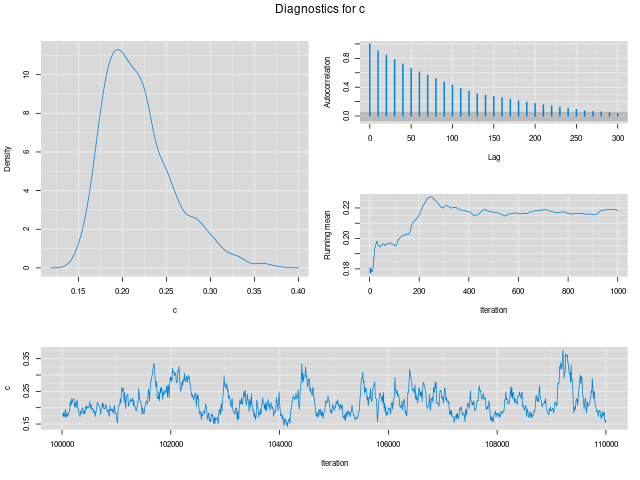 Diagnostics for c
Density
0 2 4 6 8 10
0.15 0.20 0.25 0.30 0.35 0.40
c
Autocorrelation
0.0 0.4 0.8
0 50 100 150 200 250 300
Lag
Running mean
0.18 0.20 0.22
0 200 400 600 800 1000
Iteration
c
0.15 0.25 0.35
100000 102000 104000 106000 108000 110000
Iteration